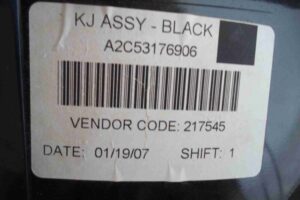 KJ ASSY - BLACK
A2C53176906
VENDOR CODE: 217545
DATE: 01/19/07 SHIFT: 1